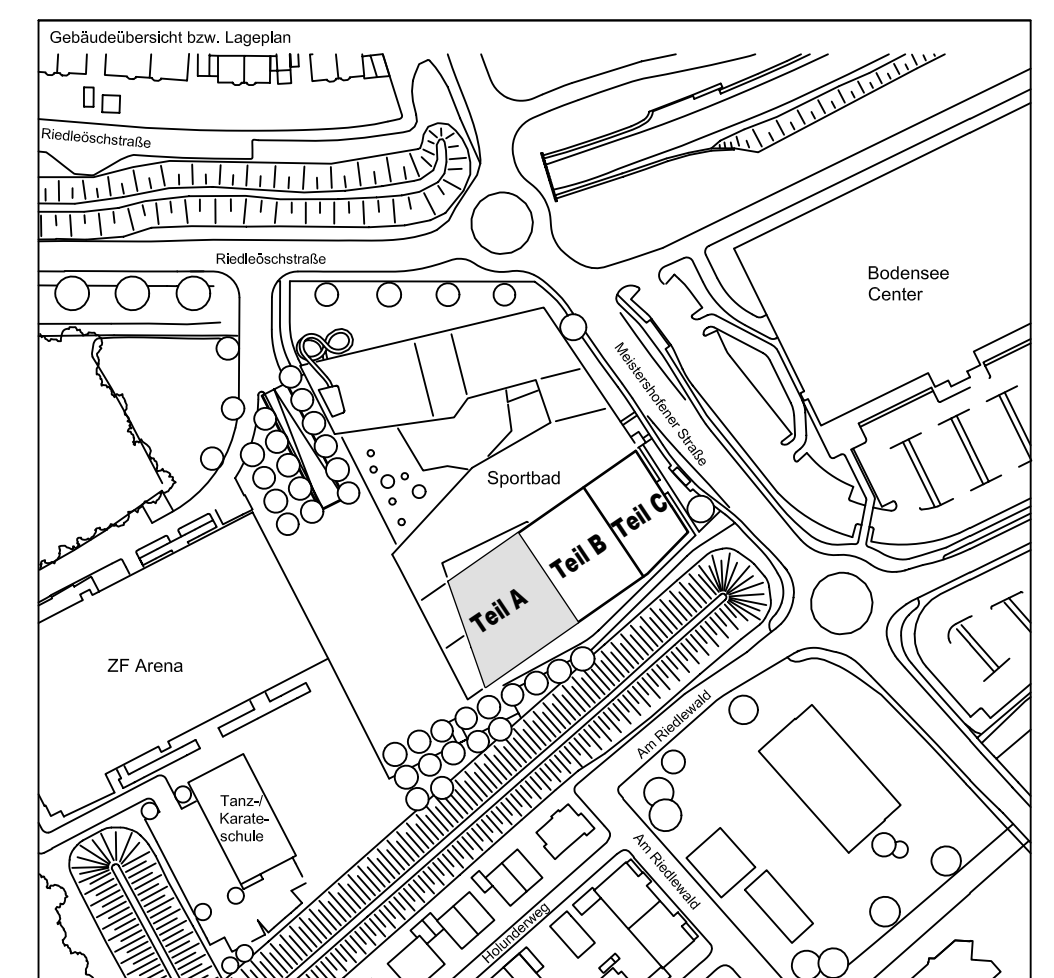 Gebäudeübersicht bzw. Lageplan
Riedleöschstraße
Riedleöschstraße
Bodensee
Center
Meistershofener Straße
Sportbad
Teil C
Teil B
Teil A
ZF Arena
Am Riedlewald
Tanz-/
Karate-
schule
Am Riedlewald
Holunderweg